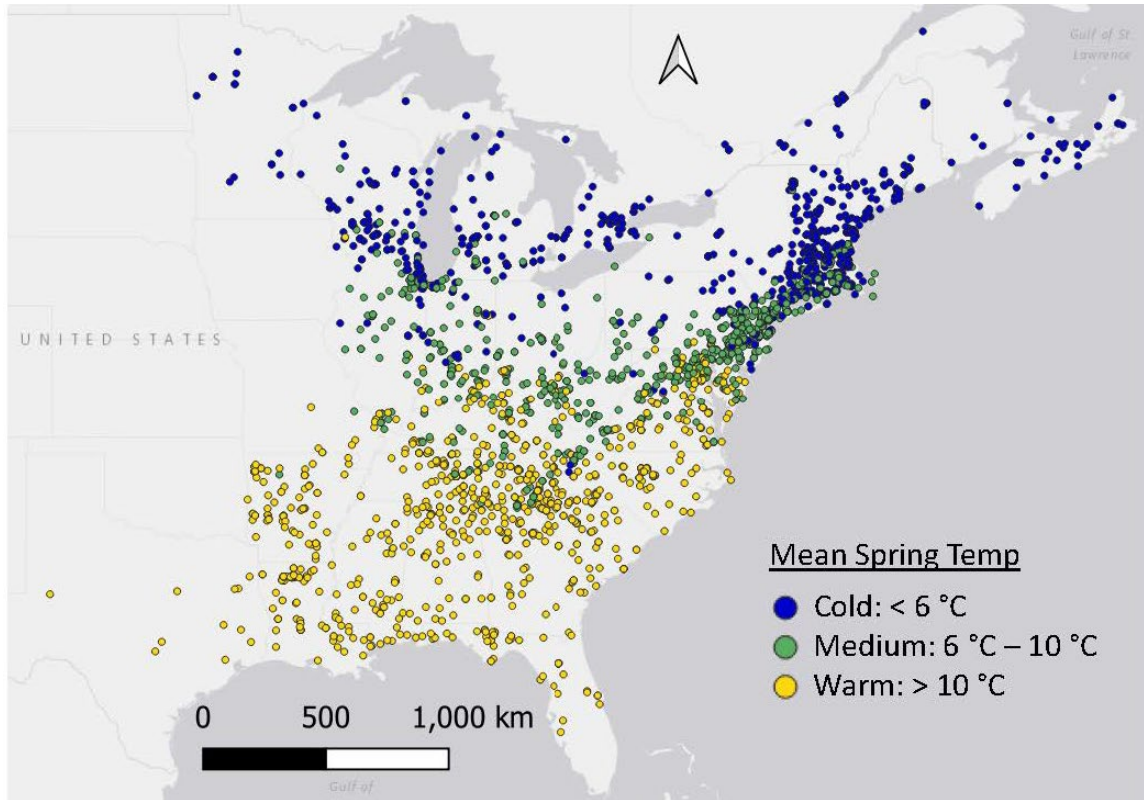 Gulf of St.
Lawrence
UNITED STATES
Mean Spring Temp
Cold: < 6 °C
Medium: 6 °C – 10 °C
Warm: > 10 °C
0 500 1,000 km
Gulf of